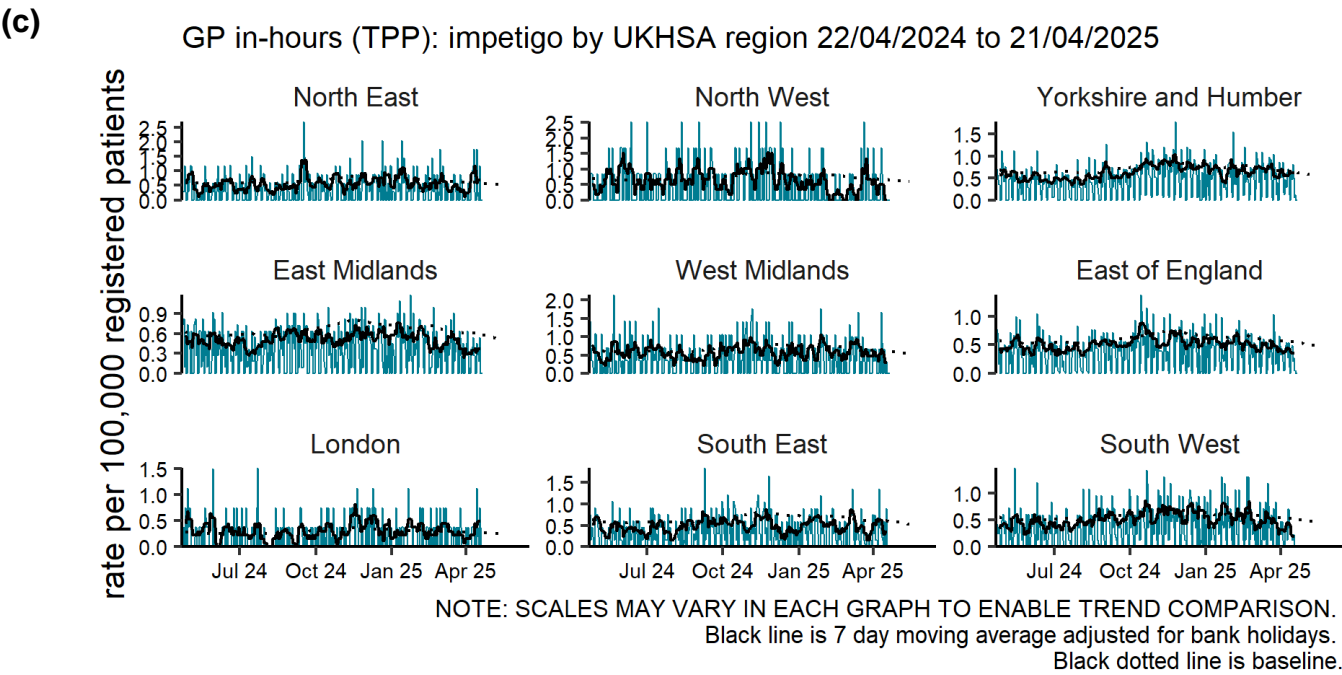 (c)
GP in-hours (TPP): impetigo by UKHSA region 22/04/2024 to 21/04/2025
rate per 100,000 registered patients
North East
2.5
2.0
1.5
1.0
0.5
0.0
North West
2.5
2.0
1.5
1.0
0.5
0.0
Yorkshire and Humber
1.5
1.0
0.5
0.0
East Midlands
0.9
0.6
0.3
0.0
West Midlands
2.0
1.5
1.0
0.5
0.0
East of England
1.0
0.5
0.0
London
1.5
1.0
0.5
0.0
South East
1.5
1.0
0.5
0.0
South West
1.0
0.5
0.0
Jul 24 Oct 24 Jan 25 Apr 25
Jul 24 Oct 24 Jan 25 Apr 25
Jul 24 Oct 24 Jan 25 Apr 25
NOTE: SCALES MAY VARY IN EACH GRAPH TO ENABLE TREND COMPARISON.
Black line is 7 day moving average adjusted for bank holidays.
Black dotted line is baseline.